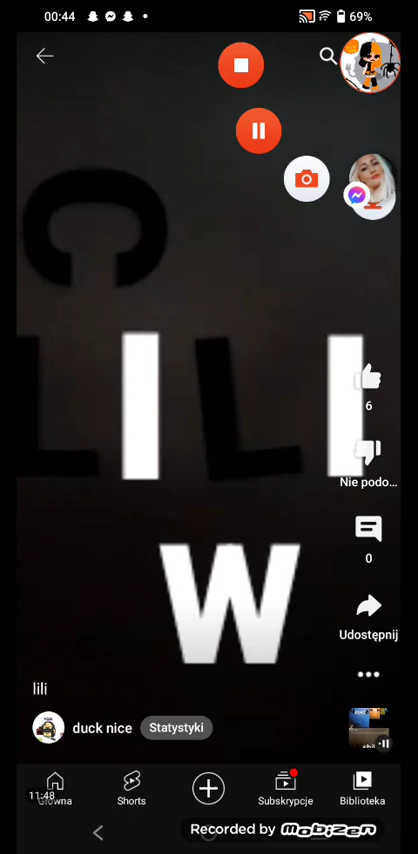 00:44
69%
C
LILI
W
6
Nie podo...
0
Udostępnij
lili
duck nice Statystyki
11:48
Główna Shorts Subskrypcje Biblioteka
Recorded by mobizen